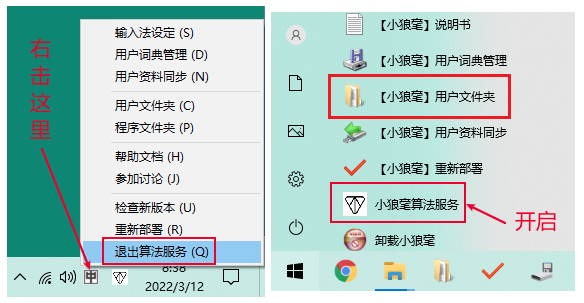 右击这里
输入法设定 (S)
用户词典管理 (D)
用户资料同步 (N)
用户文件夹 (C)
程序文件夹 (P)
帮助文档 (H)
参加讨论 (J)
检查新版本 (U)
重新部署 (R)
退出算法服务 (Q)
中
8:38
2022/3/12
【小狼毫】说明书
【小狼毫】用户词典管理
【小狼毫】用户文件夹
【小狼毫】用户资料同步
【小狼毫】重新部署
小狼毫算法服务
开启
卸载小狼毫